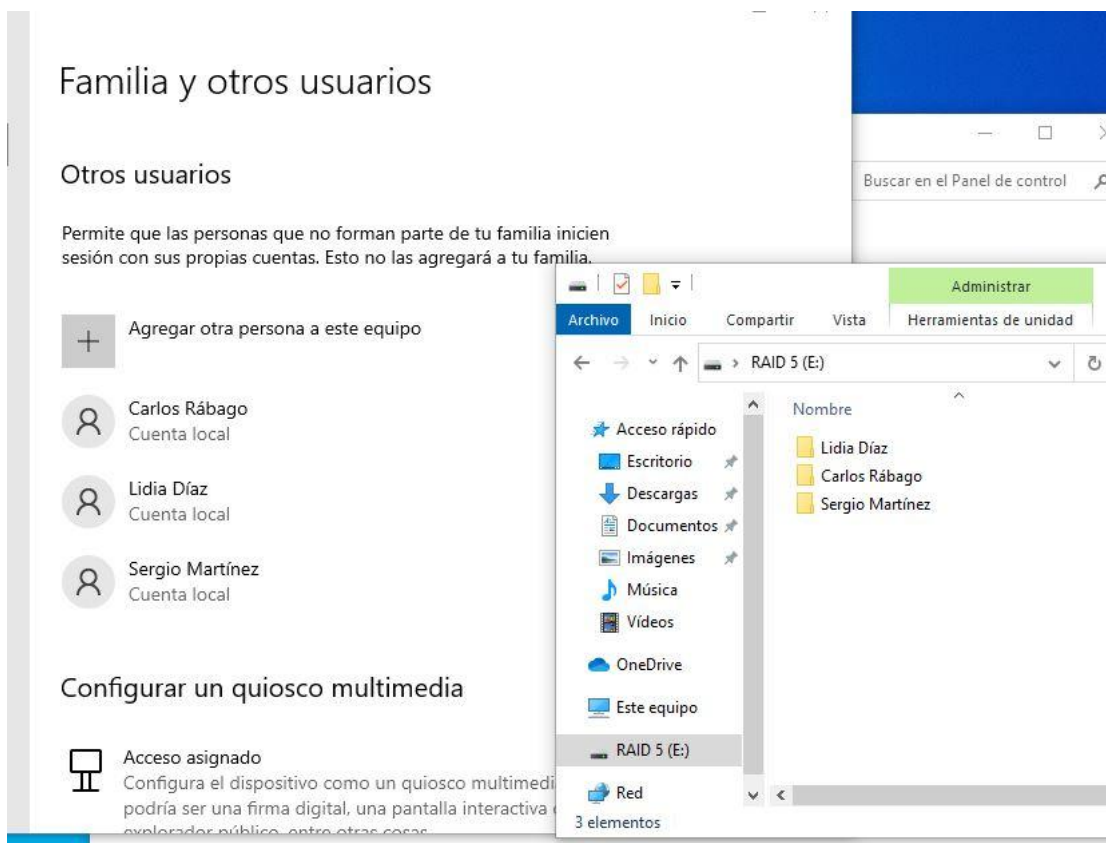 Familia y otros usuarios
Otros usuarios
Permite que las personas que no forman parte de tu familia inicien
sesión con sus propias cuentas. Esto no las agregará a tu familia.
Agregar otra persona a este equipo
Carlos Rábago
Cuenta local
Lidia Díaz
Cuenta local
Sergio Martínez
Cuenta local
Configurar un quiosco multimedia
Acceso asignado
Configura el dispositivo como un quiosco
podría ser una firma digital, una pantalla interactiva
explorador público, entre otras cosas.
Buscar en el Panel de control
Administrar
Archivo Inicio Compartir Vista Herramientas de unidad
RAID 5 (E:)
Nombre
Acceso rápido
Escritorio
Descargas
Documentos
Imágenes
Música
Vídeos
OneDrive
Este equipo
RAID 5 (E:)
Red
Lidia Díaz
Carlos Rábago
Sergio Martínez
3 elementos